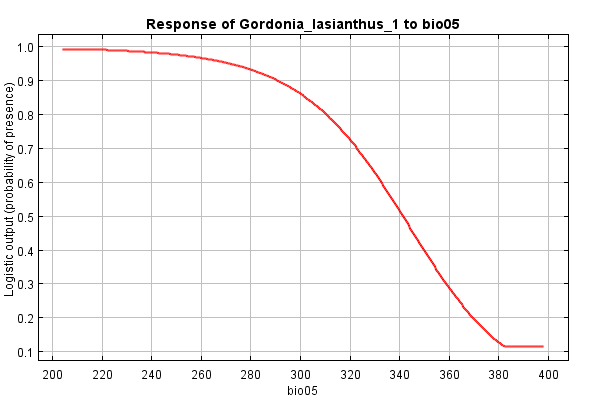 Response of Gordonia_lasianthus_1 to bio05
Logistic output (probability of presence)
1.0
0.9
0.8
0.7
0.6
0.5
0.4
0.3
0.2
0.1
200 220 240 260 280 300 320 340 360 380 400
bio05